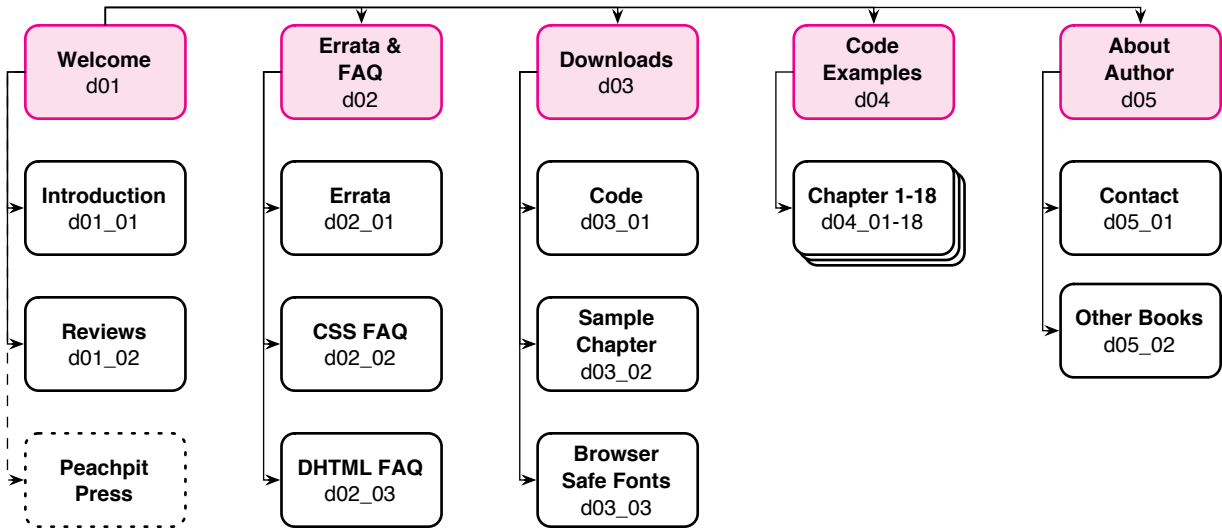 Welcome
d01
Errata &
FAQ
d02
Downloads
d03
Code
Examples
d04
About
Author
d05
Introduction
d01_01
Errata
d02_01
Code
d03_01
Chapter 1-18
d04_01-18
Contact
d05_01
Reviews
d01_02
CSS FAQ
d02_02
Sample
Chapter
d03_02
Other Books
d05_02
Peachpit
Press
DHTML FAQ
d02_03
Browser
Safe Fonts
d03_03